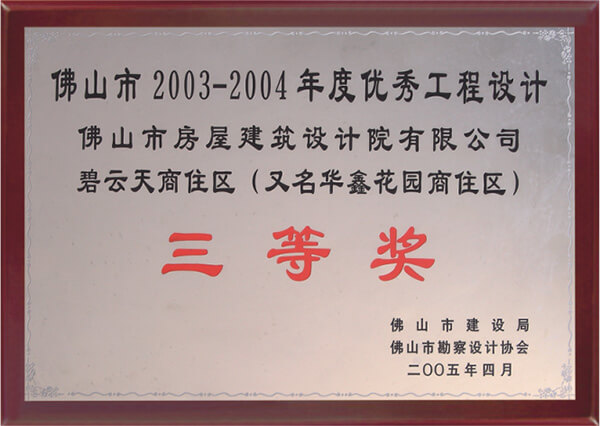 佛山市2003-2004年度优秀工程设计
佛山市房屋建筑设计院有限公司
碧云天商住区（又名华鑫花园商住区）
三等奖
佛山市建设局
佛山市勘察设计协会
二〇〇五年四月